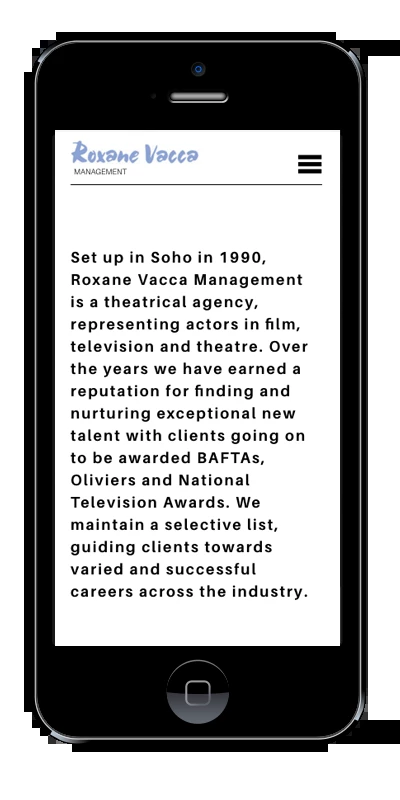 Roxane Vacca
MANAGEMENT
Set up in Soho in 1990,
Roxane Vacca Management
is a theatrical agency,
representing actors in film,
television and theatre. Over
the years we have earned a
reputation for finding and
nurturing exceptional new
talent with clients going on
to be awarded BAFTAs,
Oliviers and National
Television Awards. We
maintain a selective list,
guiding clients towards
varied and successful
careers across the industry.